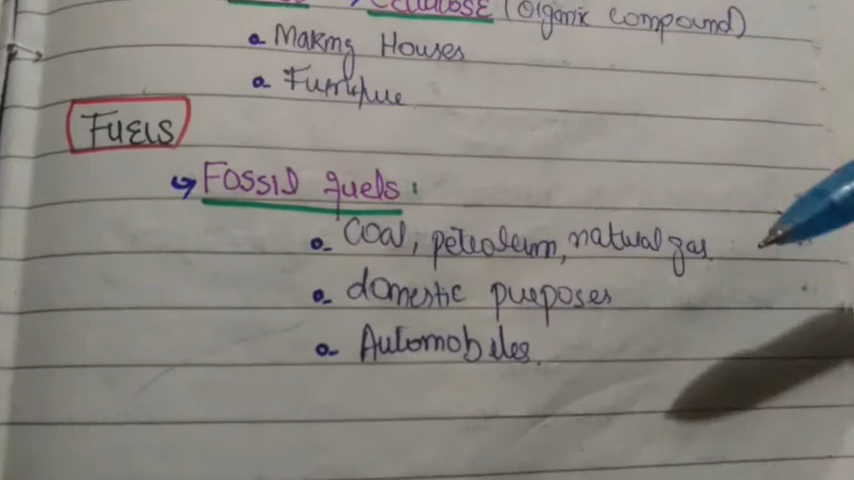 Cellulose (Organic compound)
Making Houses
Furniture
Fuels
Fossil fuels:
Coal, petroleum, natural gas
domestic purposes
Automobiles.